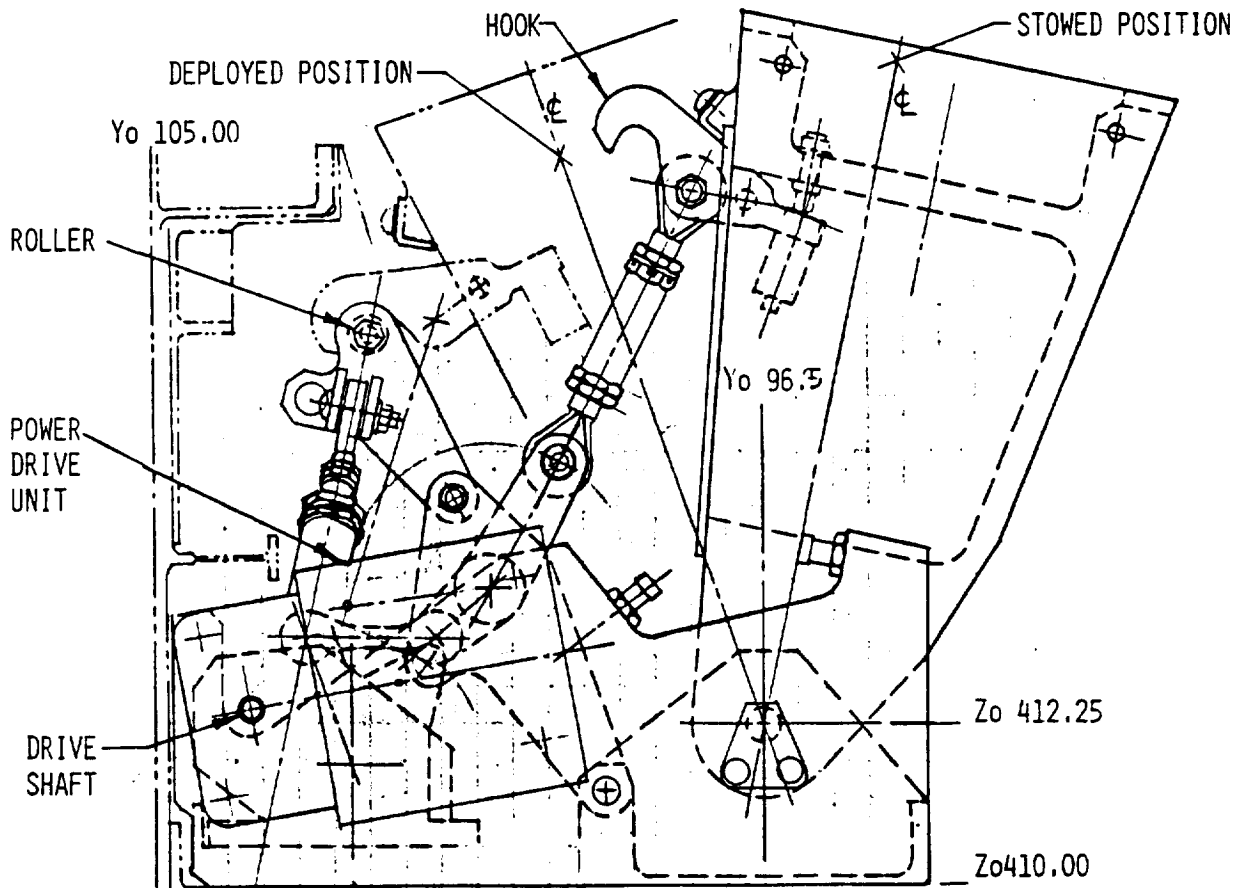 HOOK
STOWED POSITION
DEPLOYED POSITION
℄
℄
Yo 105.00
ROLLER
Yo 96.5
POWER
DRIVE
UNIT
Zo 412.25
DRIVE
SHAFT
Zo410.00